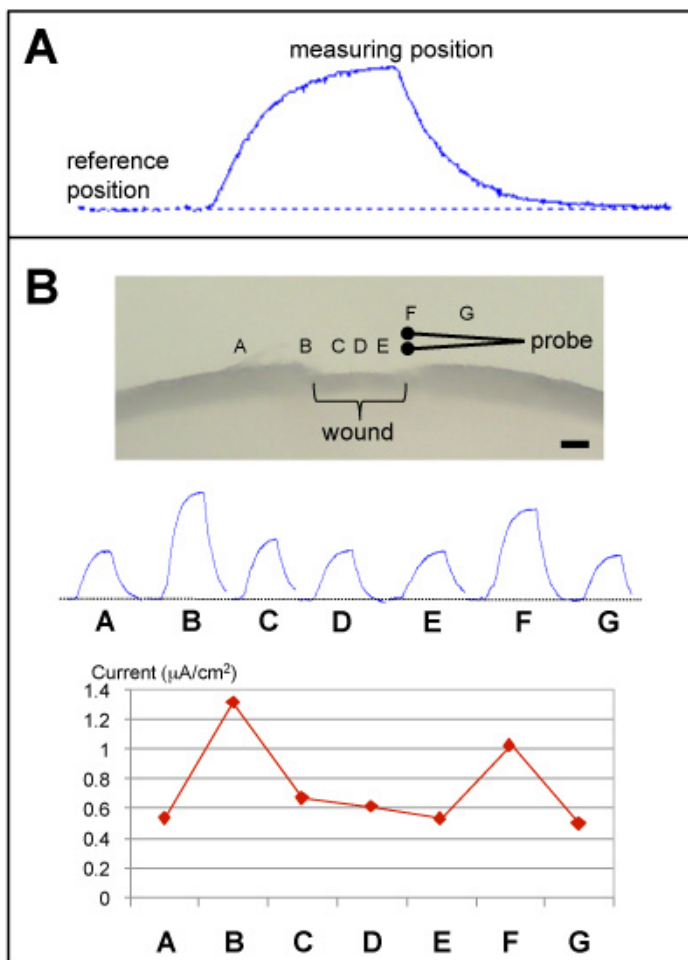 A
measuring position
reference
position
B
A B C D E F G
probe
wound
A B C D E F G
Current (μA/cm²)
1.4
1.2
1
0.8
0.6
0.4
0.2
0
A B C D E F G